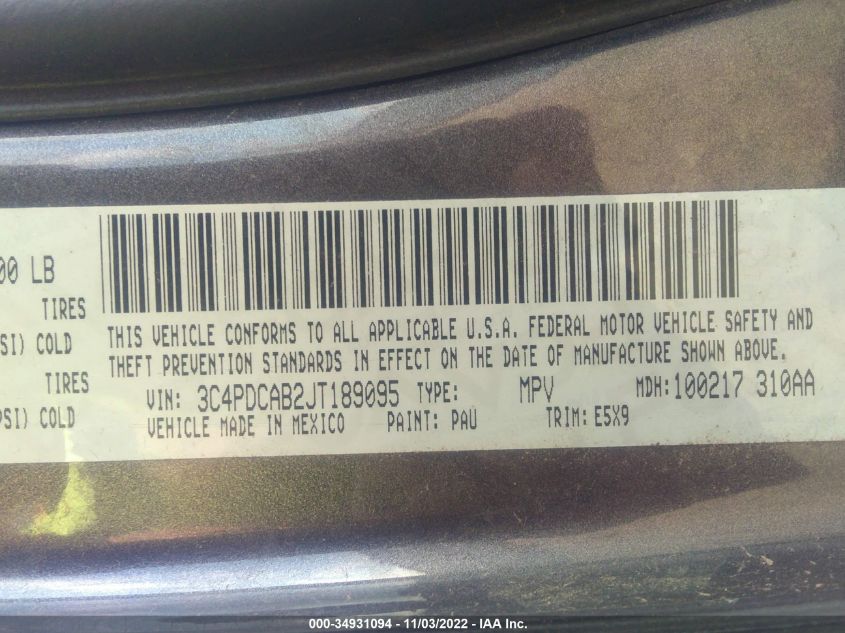 00 LB
TIRES
SI) COLD
TIRES
PSI) COLD
THIS VEHICLE CONFORMS TO ALL APPLICABLE U.S.A. FEDERAL MOTOR VEHICLE SAFETY AND
THEFT PREVENTION STANDARDS IN EFFECT ON THE DATE OF MANUFACTURE SHOWN ABOVE.
VIN: 3C4PDCAB2JT189095 TYPE: MPV MDH:100217 310AA
VEHICLE MADE IN MEXICO PAINT: PAU TRIM: E5X9
000-34931094 - 11/03/2022 - IAA Inc.